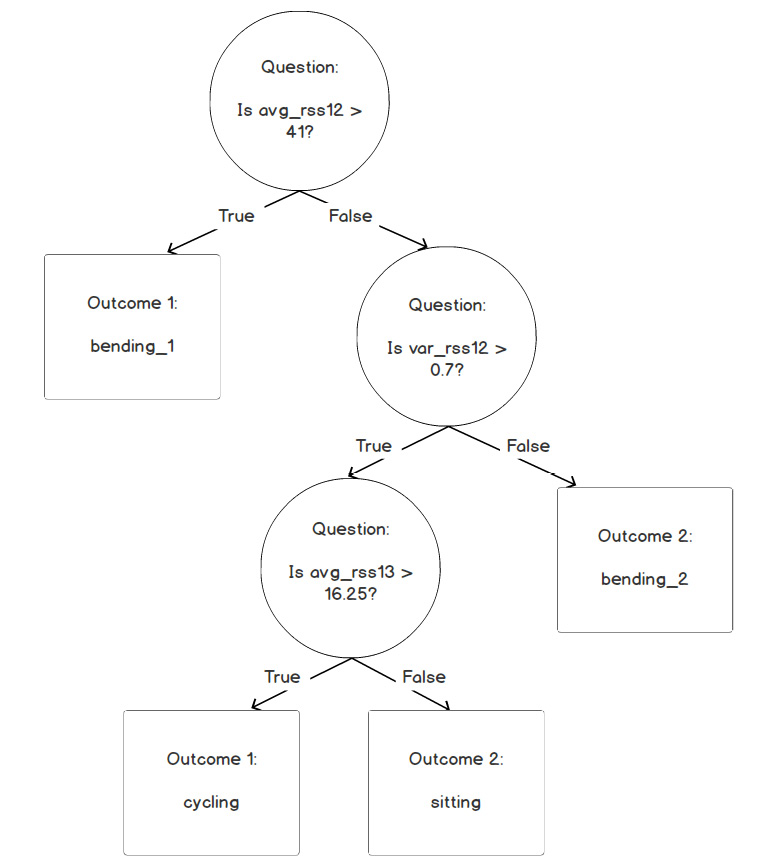 Question:
Is avg_rss12 >
41?
True
False
Outcome 1:
bending_1
Question:
Is var_rss12 >
0.7?
True
False
Question:
Is avg_rss13 >
16.25?
Outcome 2:
bending_2
True
False
Outcome 1:
cycling
Outcome 2:
sitting